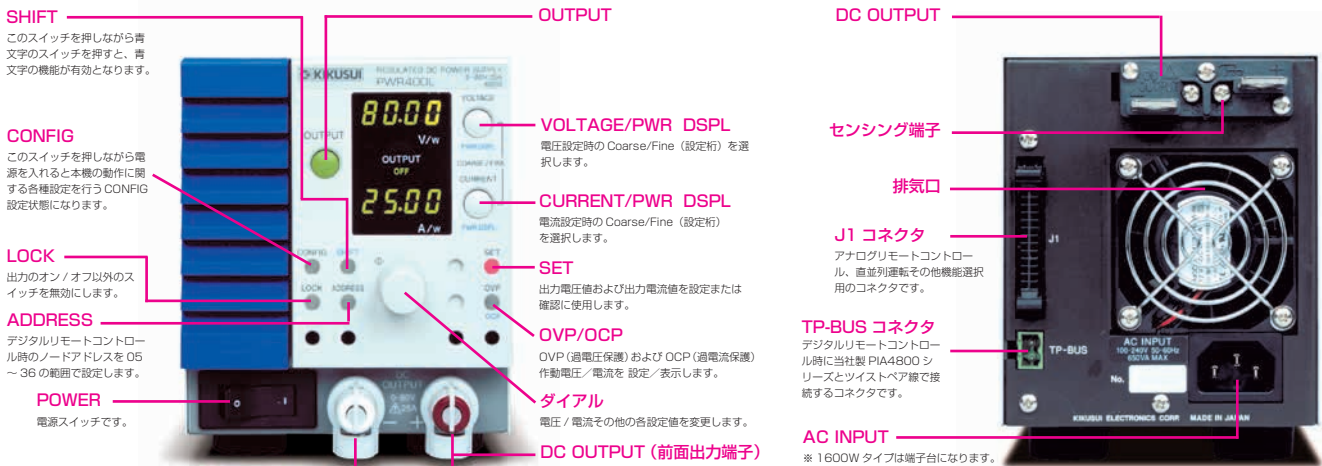 SHIFT
このスイッチを押しながら青
文字のスイッチを押すと、青
文字の機能が有効となります。
CONFIG
このスイッチを押しながら電
源を入れると本機の動作に関
する各種設定を行う CONFIG
設定状態になります。
LOCK
出力のオン / オフ以外のス
イッチを無効にします。
ADDRESS
デジタルリモートコントロー
ル時のノードアドレスを 05
～ 36 の範囲で設定します。
POWER
電源スイッチです。
KIKUSUI
REGULATED DC POWER SUPPLY
PWR400L
0-80V 25A
OUTPUT
80.00
V/w
OUTPUT
OFF
25.00
A/w
VOLTAGE
PWR DSPL
COARSE/FINE
CURRENT
PWR DSPL
CONFIG SHIFT
LOCK ADDRESS
SET
OVP
OCP
DC
OUTPUT
0-80V
25A
－ ＋
OUTPUT
VOLTAGE/PWR DSPL
電圧設定時の Coarse/Fine（設定桁）を選
択します。
CURRENT/PWR DSPL
電流設定時の Coarse/Fine（設定桁）
を選択します。
SET
出力電圧値および出力電流値を設定または
確認に使用します。
OVP/OCP
OVP（過電圧保護）および OCP（過電流保護）
作動電圧／電流を 設定／表示します。
ダイアル
電圧 / 電流その他の各設定値を変更します。
DC OUTPUT（前面出力端子）
DC OUTPUT
センシング端子
排気口
J1 コネクタ
アナログリモートコントロー
ル、直並列運転その他機能選択
用のコネクタです。
TP-BUS コネクタ
デジタルリモートコントロー
ル時に当社製 PIA4800 シ
リーズとツイストペア線で接
続するコネクタです。
AC INPUT
※ 1600W タイプは端子台になります。
J1
TP-BUS
AC INPUT
100-240V 50-60Hz
650VA MAX
No.
KIKUSUI ELECTRONICS CORP. MADE IN JAPAN